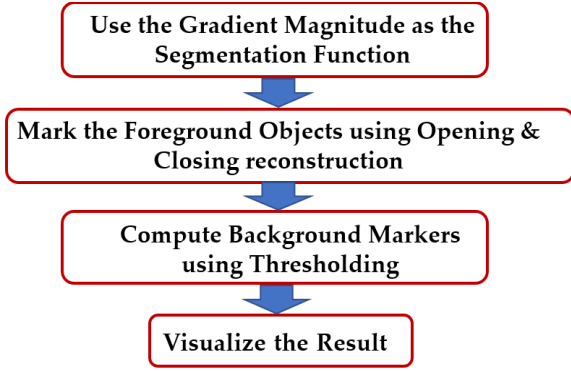 Use the Gradient Magnitude as the
Segmentation Function
Mark the Foreground Objects using Opening &
Closing reconstruction
Compute Background Markers
using Thresholding
Visualize the Result